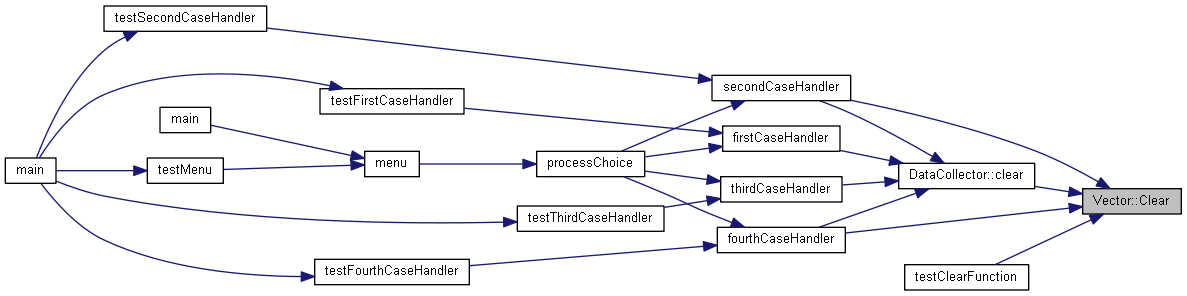 testSecondCaseHandler
secondCaseHandler
testFirstCaseHandler
main
firstCaseHandler
main
testMenu
menu
processChoice
DataCollector::clear
thirdCaseHandler
Vector::Clear
testThirdCaseHandler
fourthCaseHandler
testFourthCaseHandler
testClearFunction